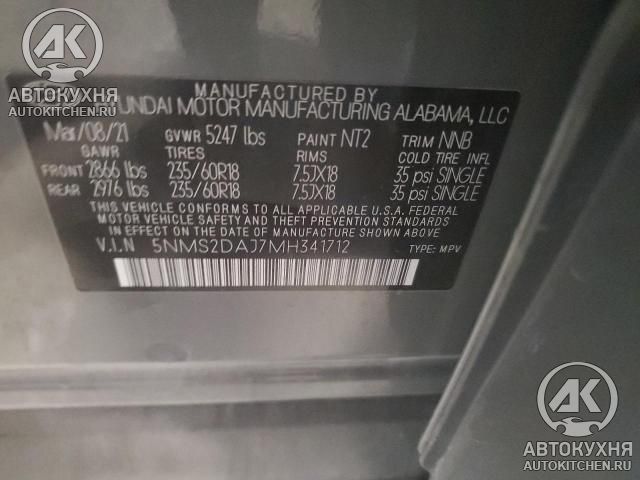 MANUFACTURED BY
HYUNDAI MOTOR MANUFACTURING ALABAMA, LLC
Mar/08/21 GVWR 5247 lbs PAINT NT2 TRIM NNB
GAWR TIRES RIMS COLD TIRE INFL
FRONT 2866 lbs 235/60R18 7.5JX18 35 psi SINGLE
REAR 2976 lbs 235/60R18 7.5JX18 35 psi SINGLE
THIS VEHICLE CONFORMS TO ALL APPLICABLE U.S.A. FEDERAL
MOTOR VEHICLE SAFETY AND THEFT PREVENTION STANDARDS
IN EFFECT ON THE DATE OF MANUFACTURE SHOWN ABOVE.
V.I.N 5NMS2DAJ7MH341712 TYPE: MPV
АК
АВТОКУХНЯ
AUTOKITCHEN.RU
АК
АВТОКУХНЯ
AUTOKITCHEN.RU